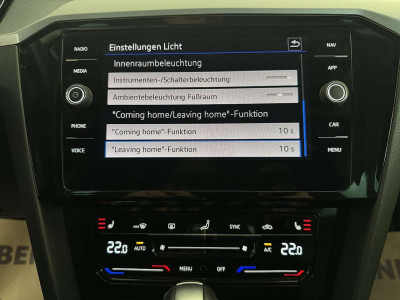 RADIO
Einstellungen Licht
NAV
Innenraumbeleuchtung
MEDIA
APP
Instrumenten-/Schalterbeleuchtung
Ambientebeleuchtung Fußraum
"Coming home/Leaving home"-Funktion
PHONE
"Coming home"-Funktion 10 s
CAR
VOICE
"Leaving home"-Funktion 10 s
MENU
SYNC
22.0 AUTO
A/C 22.0
MENU
OFF